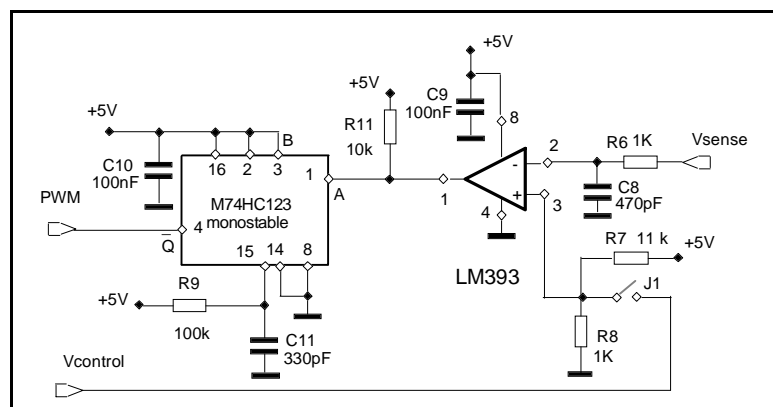 +5V
+5V
C9
100nF
8
+5V
B
R11
10k
2
R6
1K
Vsense
C10
100nF
16
2
3
1
A
-
+
1
3
C8
470pF
PWM
M74HC123
monostable
4
Q
4
R7 11 k
+5V
15
14
8
LM393
J1
R9
+5V
100k
C11
330pF
R8
1K
Vcontrol